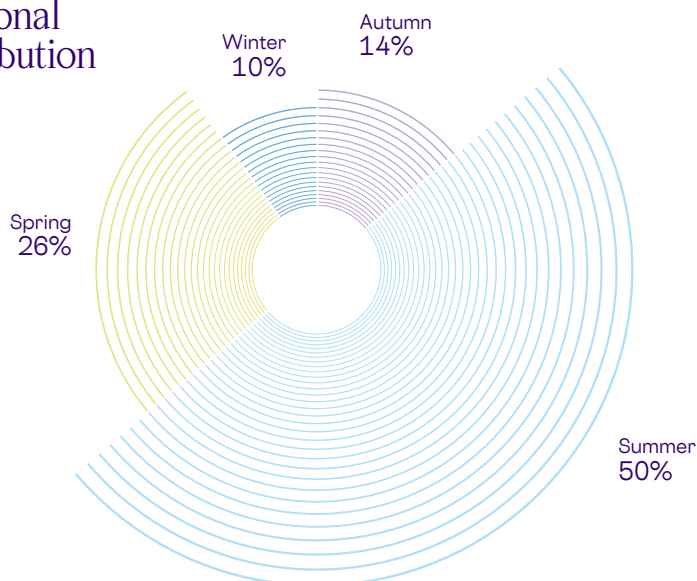 onal
bution
Winter
10%
Autumn
14%
Spring
26%
Summer
50%